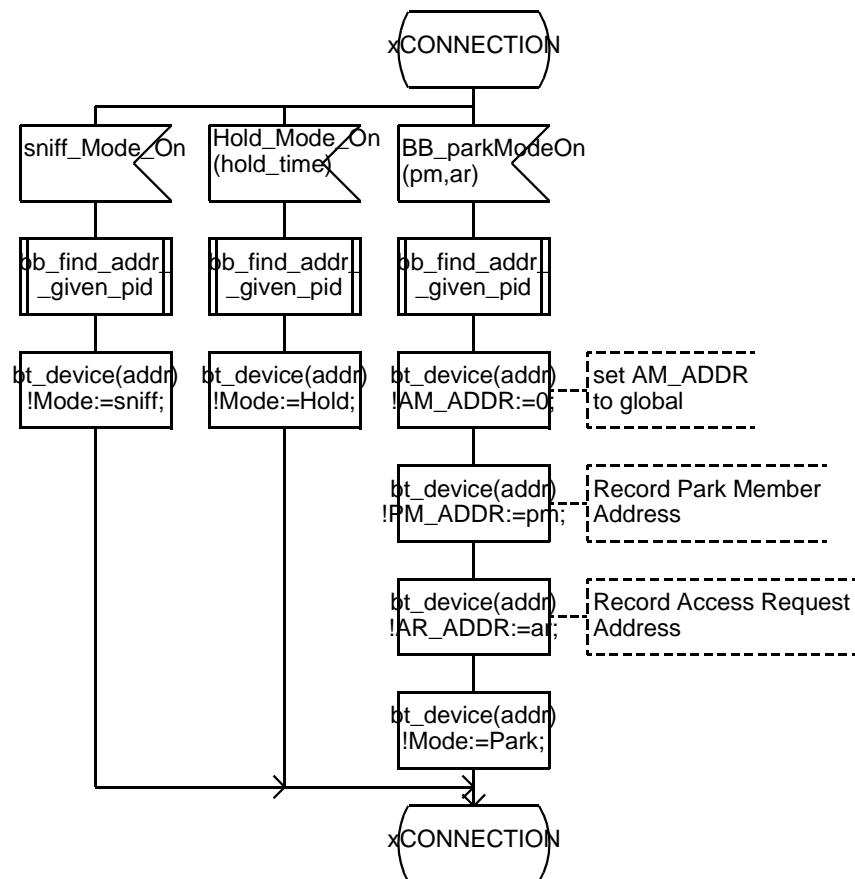 xCONNECTION
sniff_Mode_On
Hold_Mode_On
(hold_time)
BB_parkModeOn
(pm,ar)
bb_find_addr_
_given_pid
bb_find_addr_
_given_pid
bb_find_addr_
_given_pid
bt_device(addr)
!Mode:=sniff;
bt_device(addr)
!Mode:=Hold;
bt_device(addr)
!AM_ADDR:=0;
set AM_ADDR
to global
bt_device(addr)
!PM_ADDR:=pm;
Record Park Member
Address
bt_device(addr)
!AR_ADDR:=ar;
Record Access Request
Address
bt_device(addr)
!Mode:=Park;
xCONNECTION